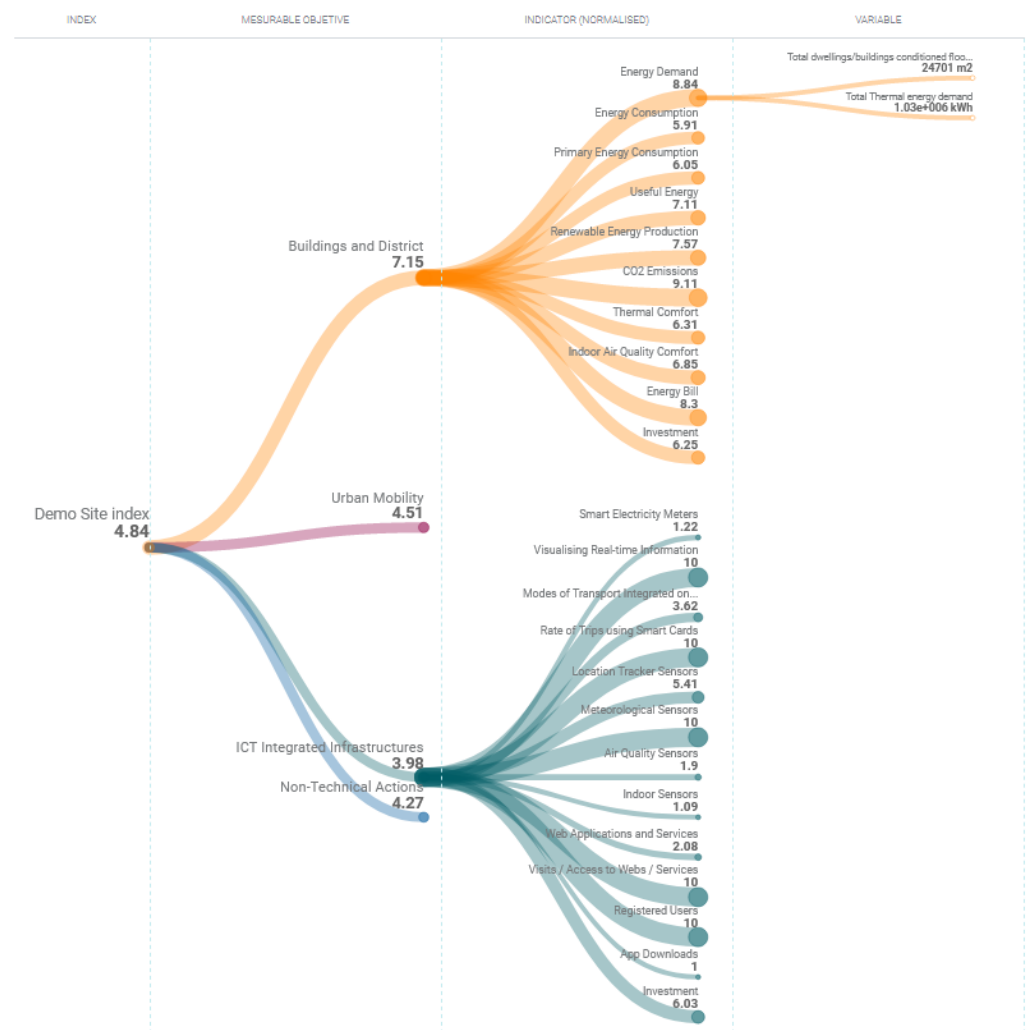 INDEX
MESURABLE OBJETIVE
INDICATOR (NORMALISED)
VARIABLE
Demo Site index
4.84
Buildings and District
7.15
Urban Mobility
4.51
ICT Integrated Infrastructures
3.98
Non-Technical Actions
4.27
Energy Demand
8.84
Energy Consumption
5.91
Primary Energy Consumption
6.05
Useful Energy
7.11
Renewable Energy Production
7.57
CO2 Emissions
9.11
Thermal Comfort
6.31
Indoor Air Quality Comfort
6.85
Energy Bill
8.3
Investment
6.25
Smart Electricity Meters
1.22
Visualising Real-time Information
10
Modes of Transport Integrated on...
3.62
Rate of Trips using Smart Cards
10
Location Tracker Sensors
5.41
Meteorological Sensors
10
Air Quality Sensors
1.9
Indoor Sensors
1.09
Web Applications and Services
2.08
Visits / Access to Webs / Services
10
Registered Users
10
App Downloads
1
Investment
6.03
Total dwellings/buildings conditioned floo...
24701 m2
Total Thermal energy demand
1.03e+006 kWh